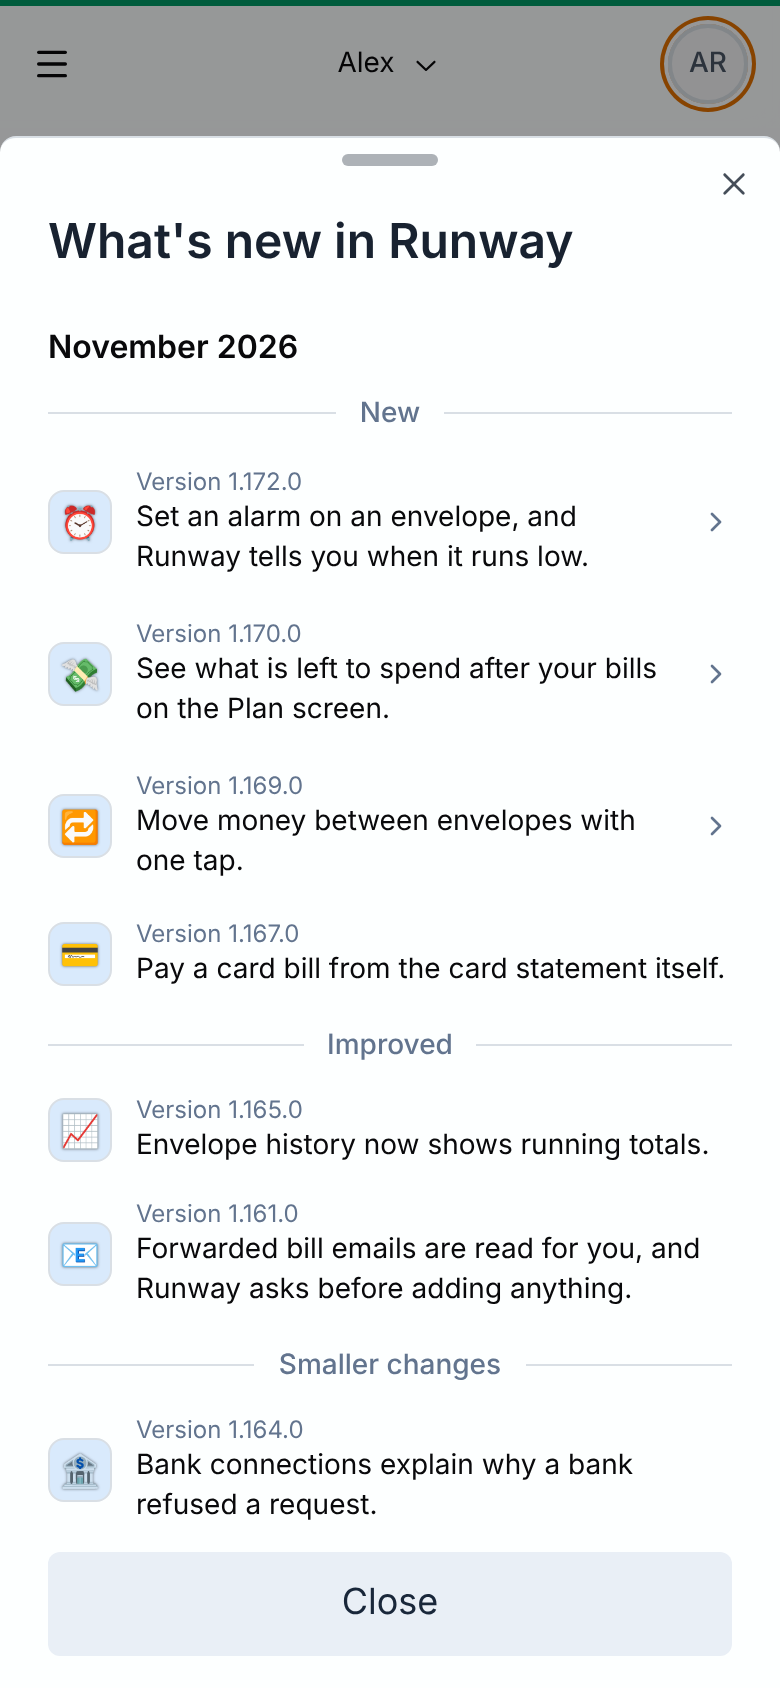 Alex
AR
What's new in Runway
November 2026
New
Version 1.172.0
Set an alarm on an envelope, and
Runway tells you when it runs low.
Version 1.170.0
See what is left to spend after your bills
on the Plan screen.
Version 1.169.0
Move money between envelopes with
one tap.
Version 1.167.0
Pay a card bill from the card statement itself.
Improved
Version 1.165.0
Envelope history now shows running totals.
Version 1.161.0
Forwarded bill emails are read for you, and
Runway asks before adding anything.
Smaller changes
Version 1.164.0
Bank connections explain why a bank
refused a request.
Close